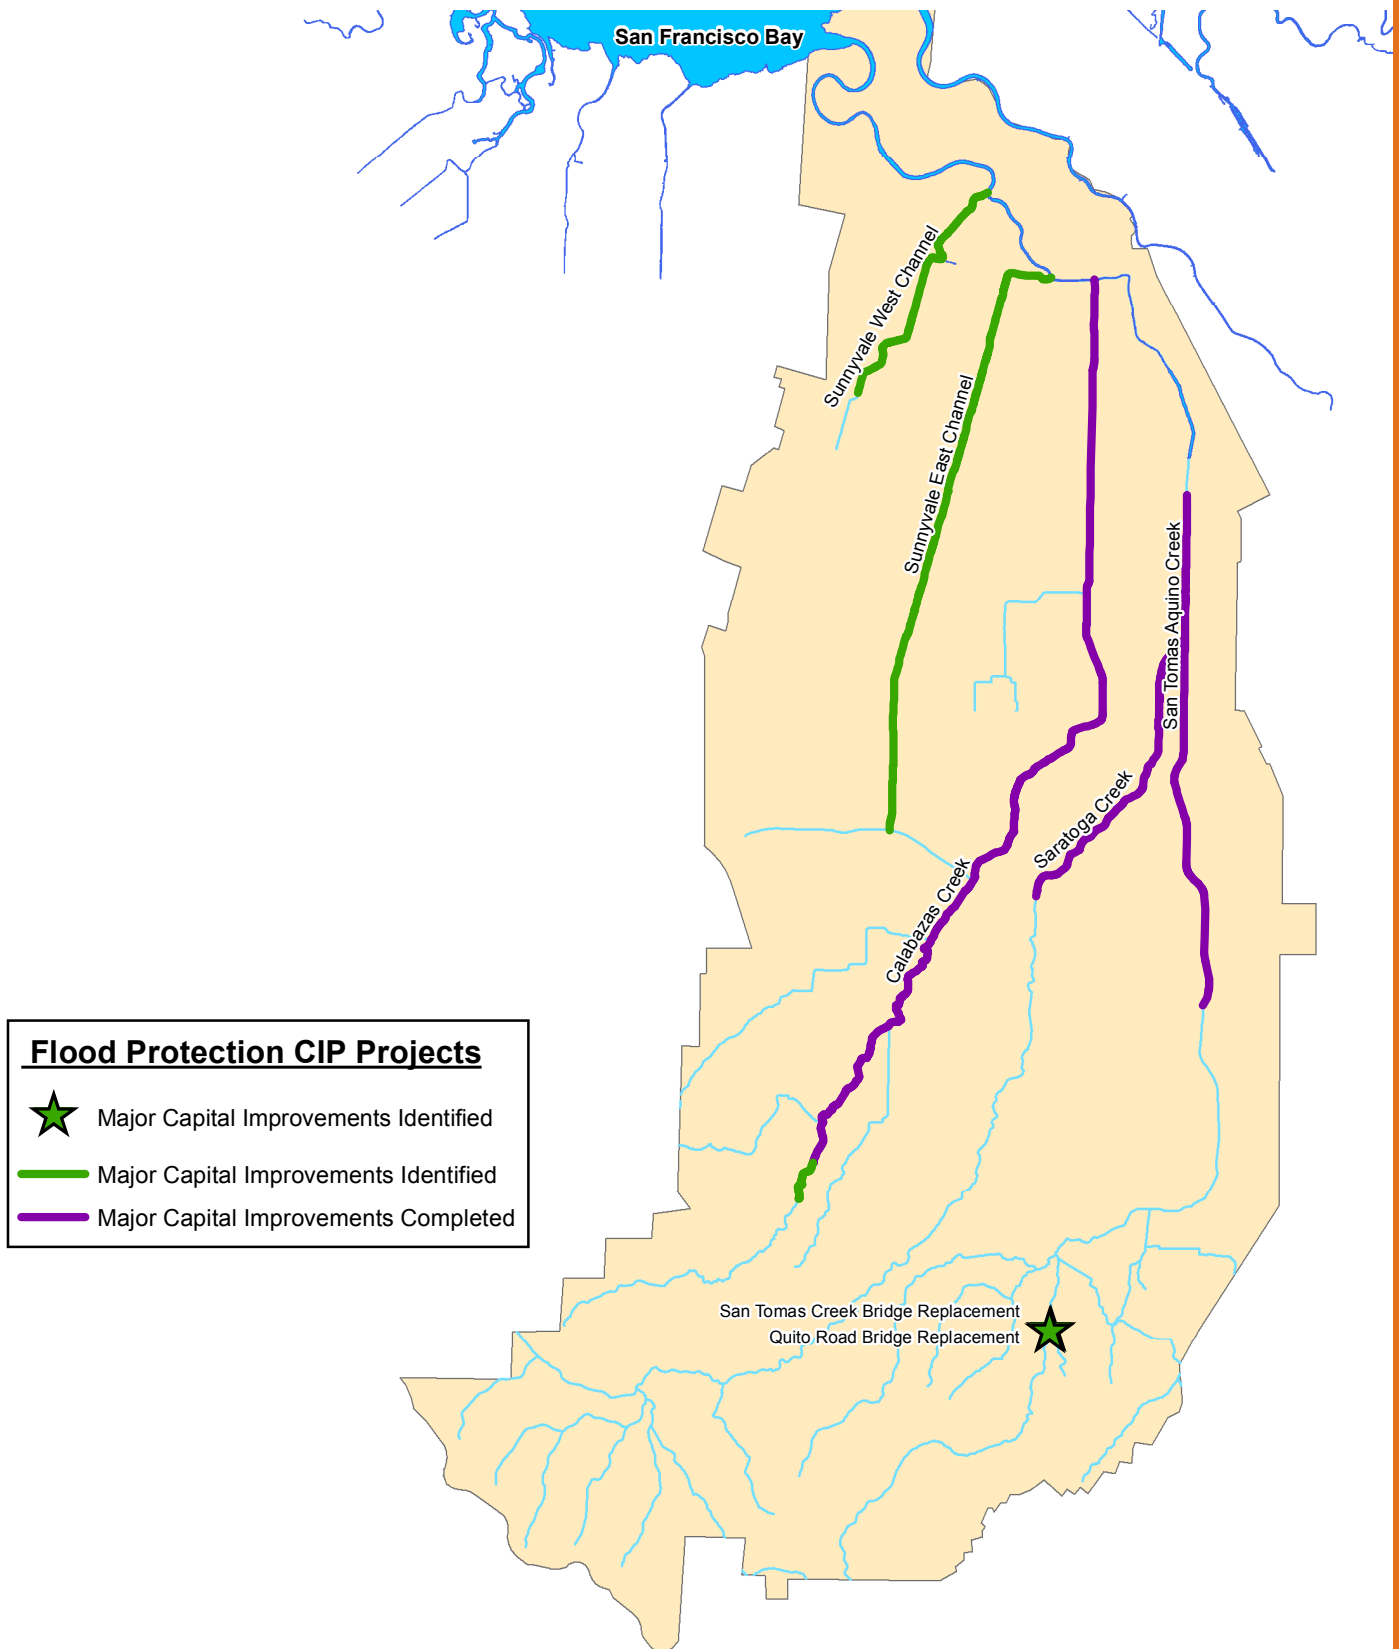 San Francisco Bay
Sunnyvale West Channel
Sunnyvale East Channel
San Tomas Aquino Creek
Saratoga Creek
Calabazas Creek
Flood Protection CIP Projects
Major Capital Improvements Identified
Major Capital Improvements Identified
Major Capital Improvements Completed
San Tomas Creek Bridge Replacement
Quito Road Bridge Replacement